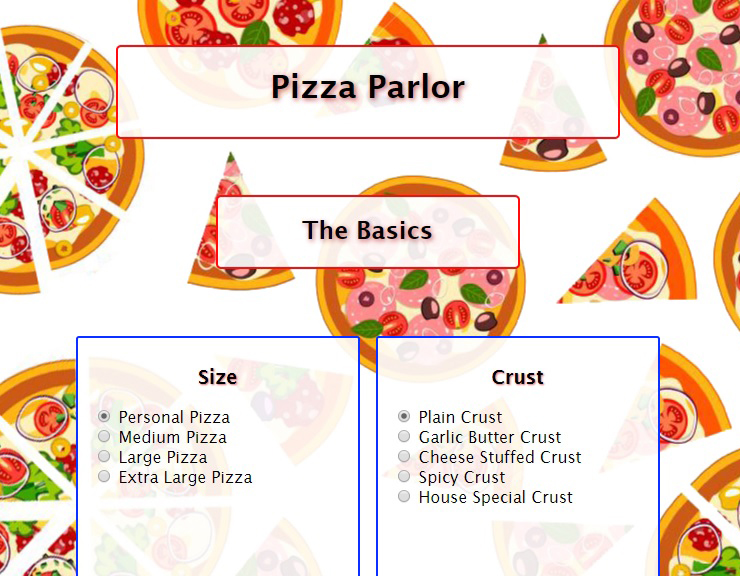 Pizza Parlor
The Basics
Size
Personal Pizza
Medium Pizza
Large Pizza
Extra Large Pizza
Crust
Plain Crust
Garlic Butter Crust
Cheese Stuffed Crust
Spicy Crust
House Special Crust